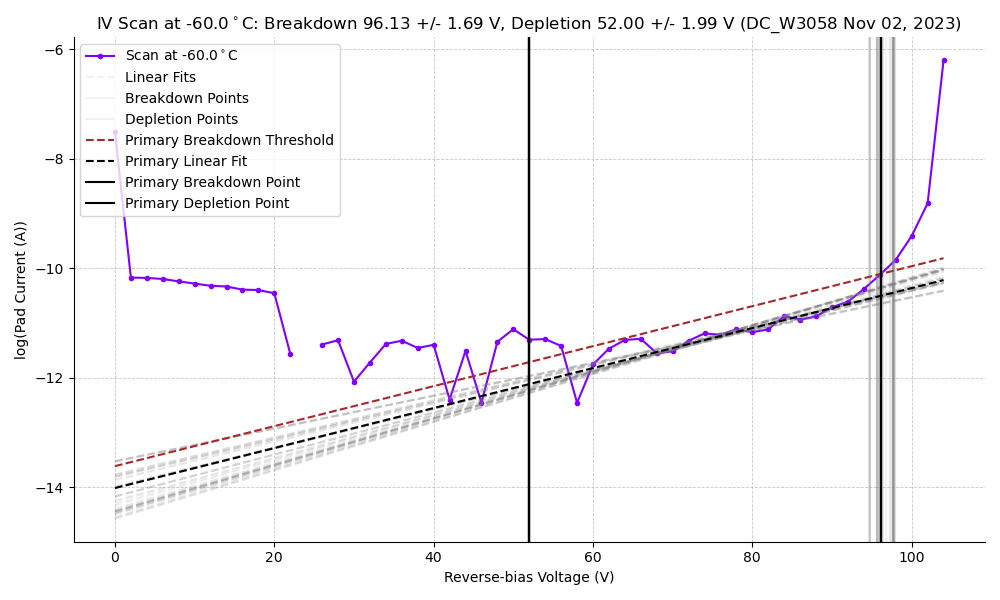 IV Scan at -60.0°C: Breakdown 96.13 +/- 1.69 V, Depletion 52.00 +/- 1.99 V (DC_W3058 Nov 02, 2023)
Scan at -60.0°C
Linear Fits
Breakdown Points
Depletion Points
Primary Breakdown Threshold
Primary Linear Fit
Primary Breakdown Point
Primary Depletion Point
log(Pad Current (A))
−6
−8
−10
−12
−14
0 20 40 60 80 100
Reverse-bias Voltage (V)